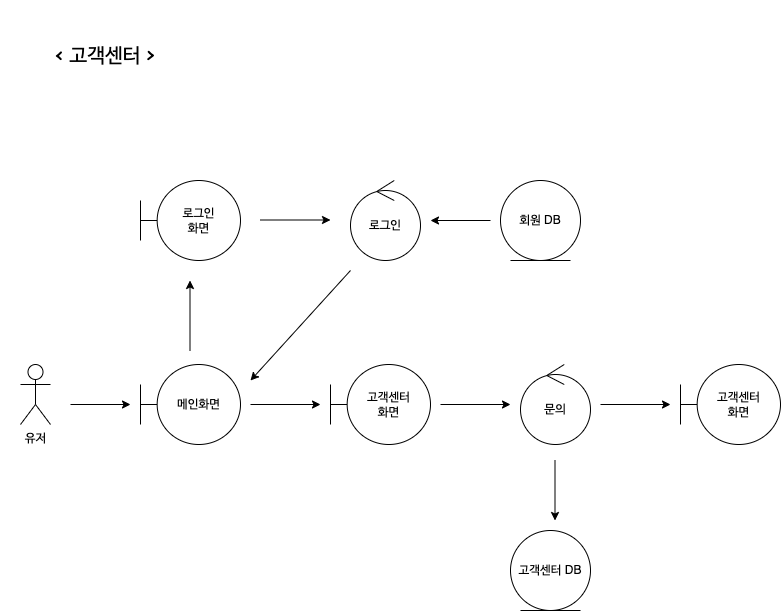 < 고객센터 >
로그인
화면
로그인
회원 DB
유저
메인화면
고객센터
화면
문의
고객센터
화면
고객센터 DB